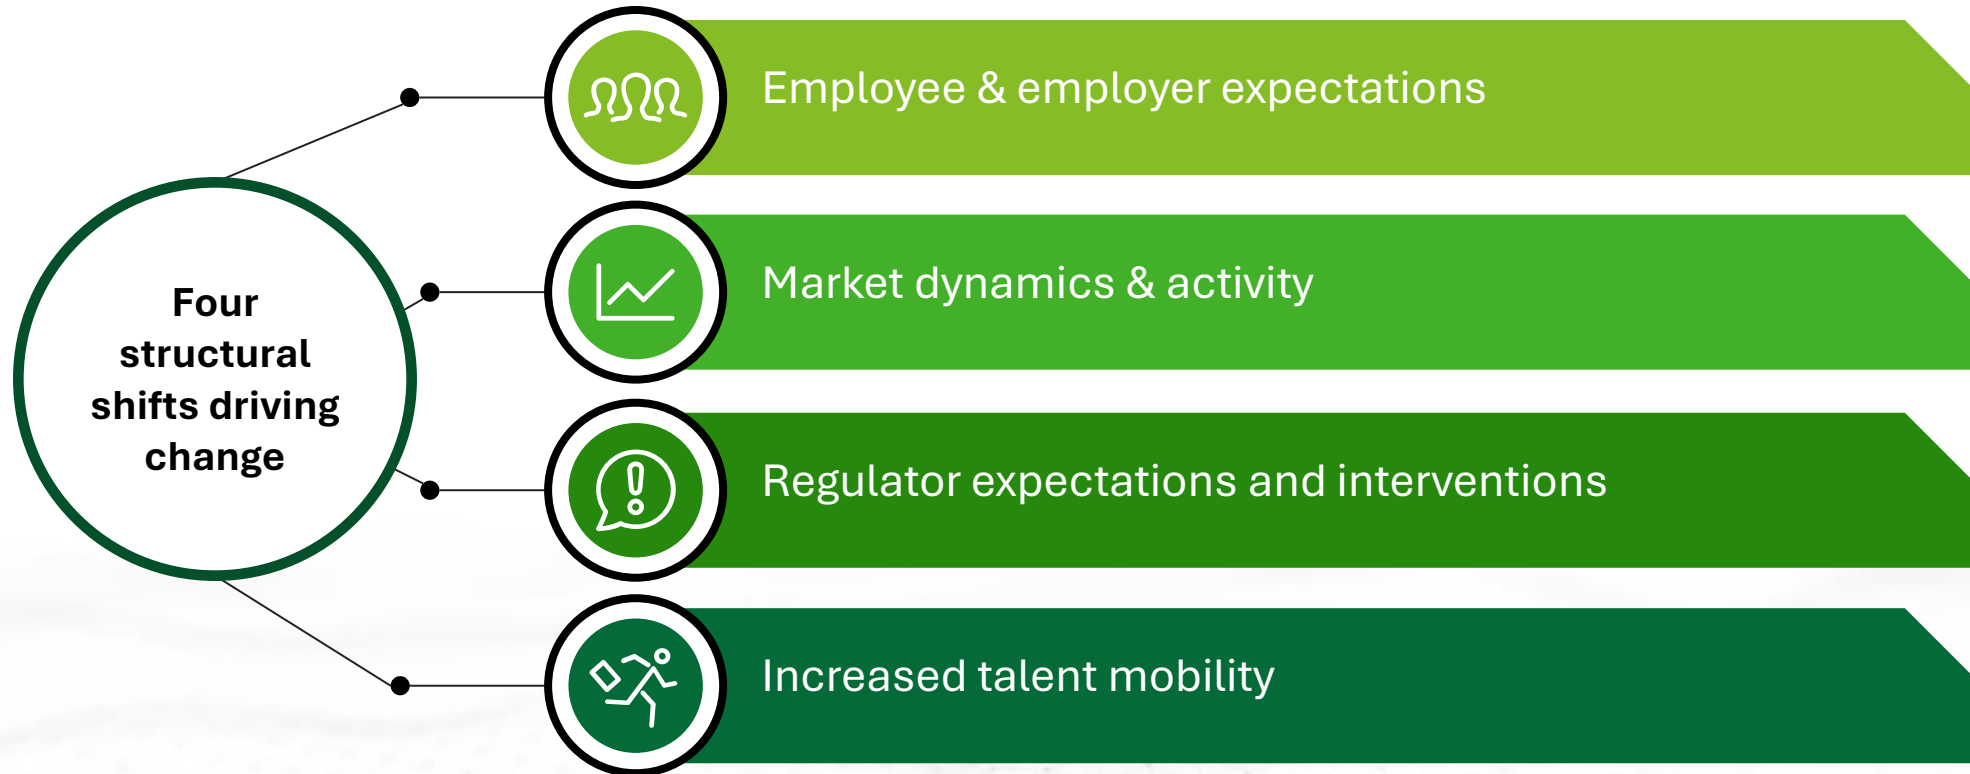 Four
structural
shifts driving
change
Employee & employer expectations
Market dynamics & activity
Regulator expectations and interventions
Increased talent mobility